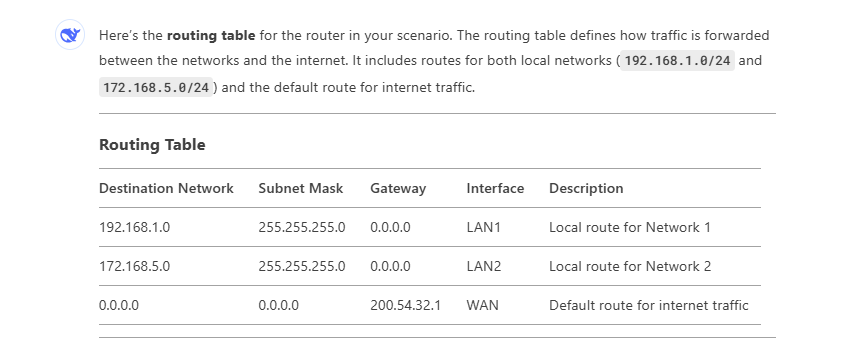 Here's the routing table for the router in your scenario. The routing table defines how traffic is forwarded
between the networks and the internet. It includes routes for both local networks ( 192.168.1.0/24 and
172.168.5.0/24 ) and the default route for internet traffic.
Routing Table
Destination Network Subnet Mask Gateway Interface Description
192.168.1.0 255.255.255.0 0.0.0.0 LAN1 Local route for Network 1
172.168.5.0 255.255.255.0 0.0.0.0 LAN2 Local route for Network 2
0.0.0.0 0.0.0.0 200.54.32.1 WAN Default route for internet traffic